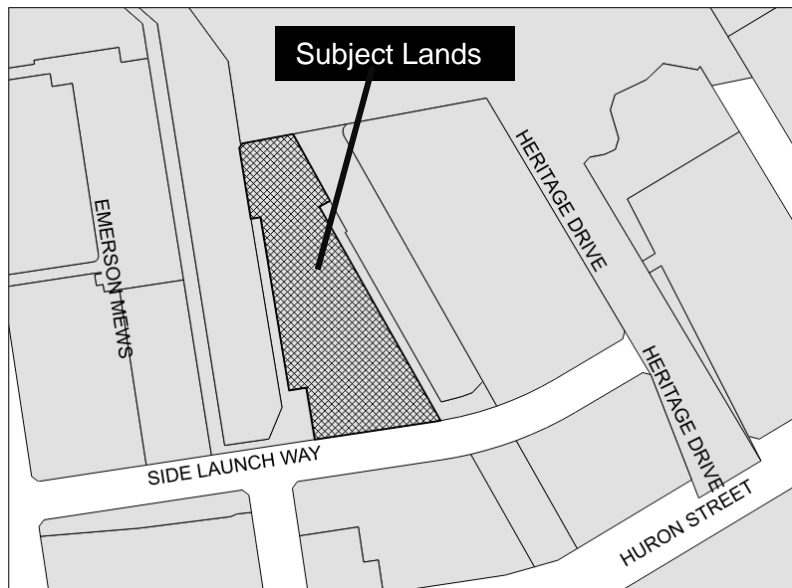 Subject Lands
HERITAGE DRIVE
EMERSON MEWS
HERITAGE DRIVE
SIDE LAUNCH WAY
HURON STREET